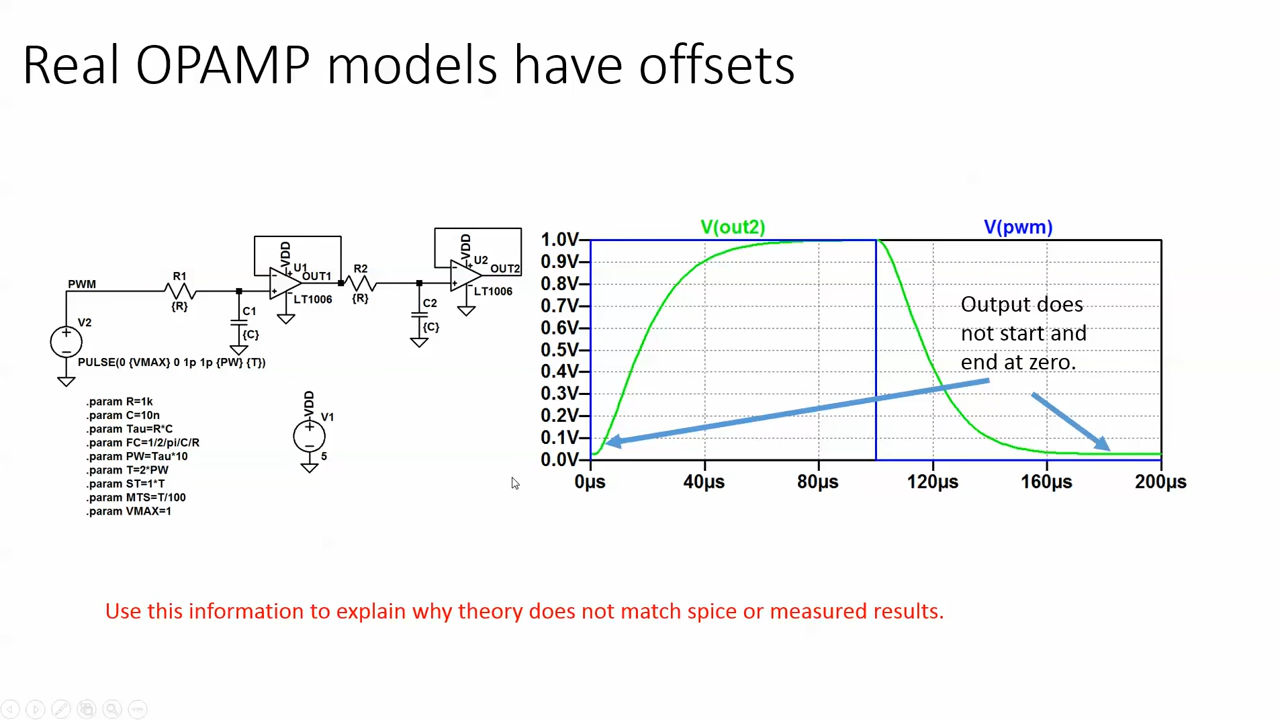 Real OPAMP models have offsets
V(out2)
V(pwm)
1.0V
0.9V
0.8V
0.7V
0.6V
0.5V
0.4V
0.3V
0.2V
0.1V
0.0V
0µs
40µs
80µs
120µs
160µs
200µs
Output does
not start and
end at zero.
PWM
R1
{R}
C1
{C}
VDD
U1
LT1006
OUT1
R2
{R}
C2
{C}
VDD
U2
LT1006
OUT2
V2
PULSE(0 {VMAX} 0 1p 1p {PW} {T})
VDD
V1
5
.param R=1k
.param C=10n
.param Tau=R*C
.param FC=1/2/pi/C/R
.param PW=Tau*10
.param T=2*PW
.param ST=1*T
.param MTS=T/100
.param VMAX=1
Use this information to explain why theory does not match spice or measured results.